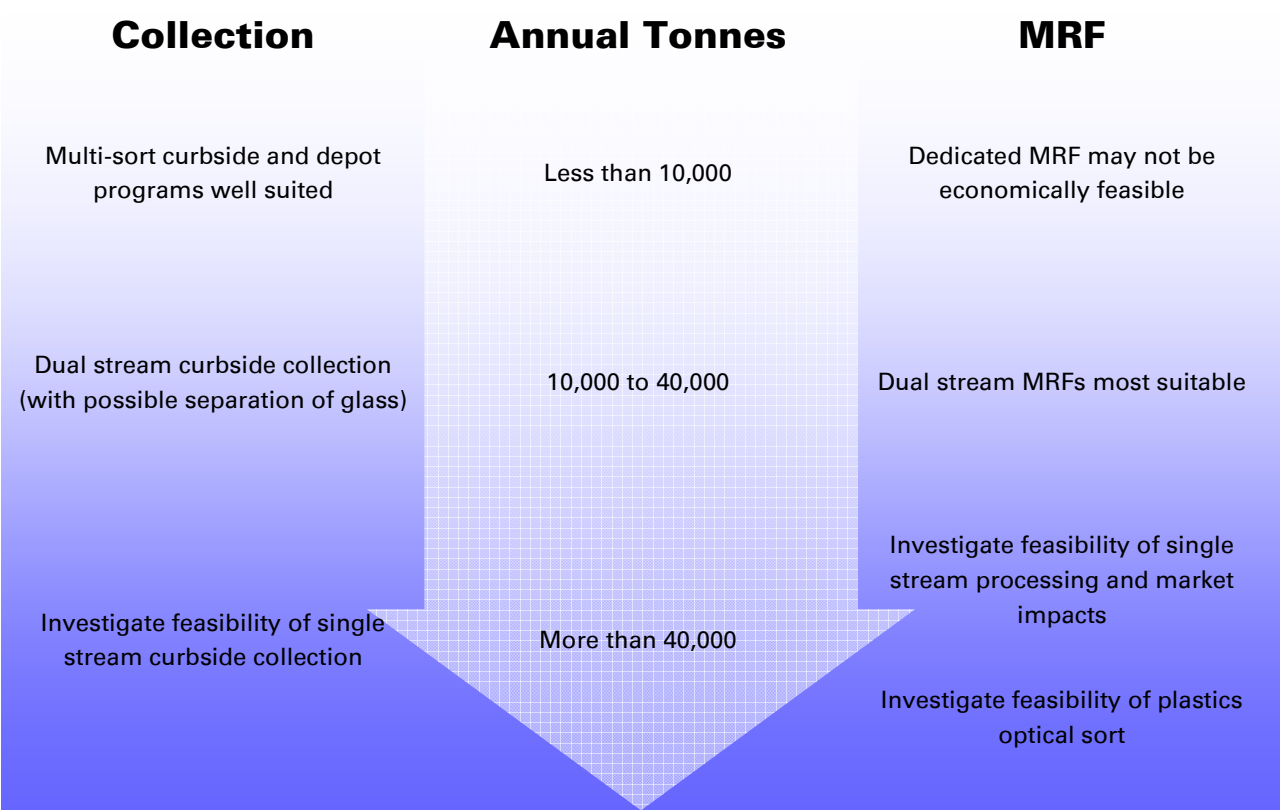 Collection
Annual Tonnes
MRF
Multi-sort curbside and depot
programs well suited
Less than 10,000
Dedicated MRF may not be
economically feasible
Dual stream curbside collection
(with possible separation of glass)
10,000 to 40,000
Dual stream MRFs most suitable
Investigate feasibility of single
stream curbside collection
More than 40,000
Investigate feasibility of single
stream processing and market
impacts
Investigate feasibility of plastics
optical sort